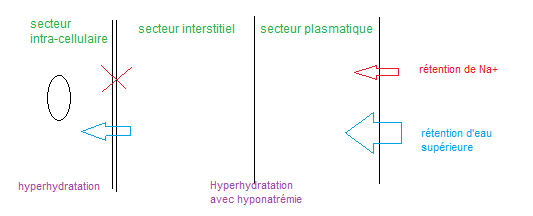 secteur
intra-cellulaire
secteur interstitiel
secteur plasmatique
rétention de Na+
rétention d'eau
supérieure
hyperhydratation
Hyperhydratation
avec hyponatrémie